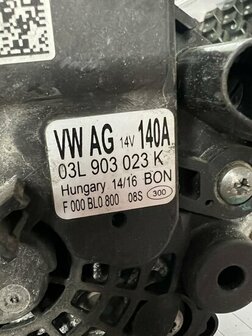 VW AG 14V 140A
03L 903 023 K
Hungary 14/16 BON
F 000 BL0 800 08S 300